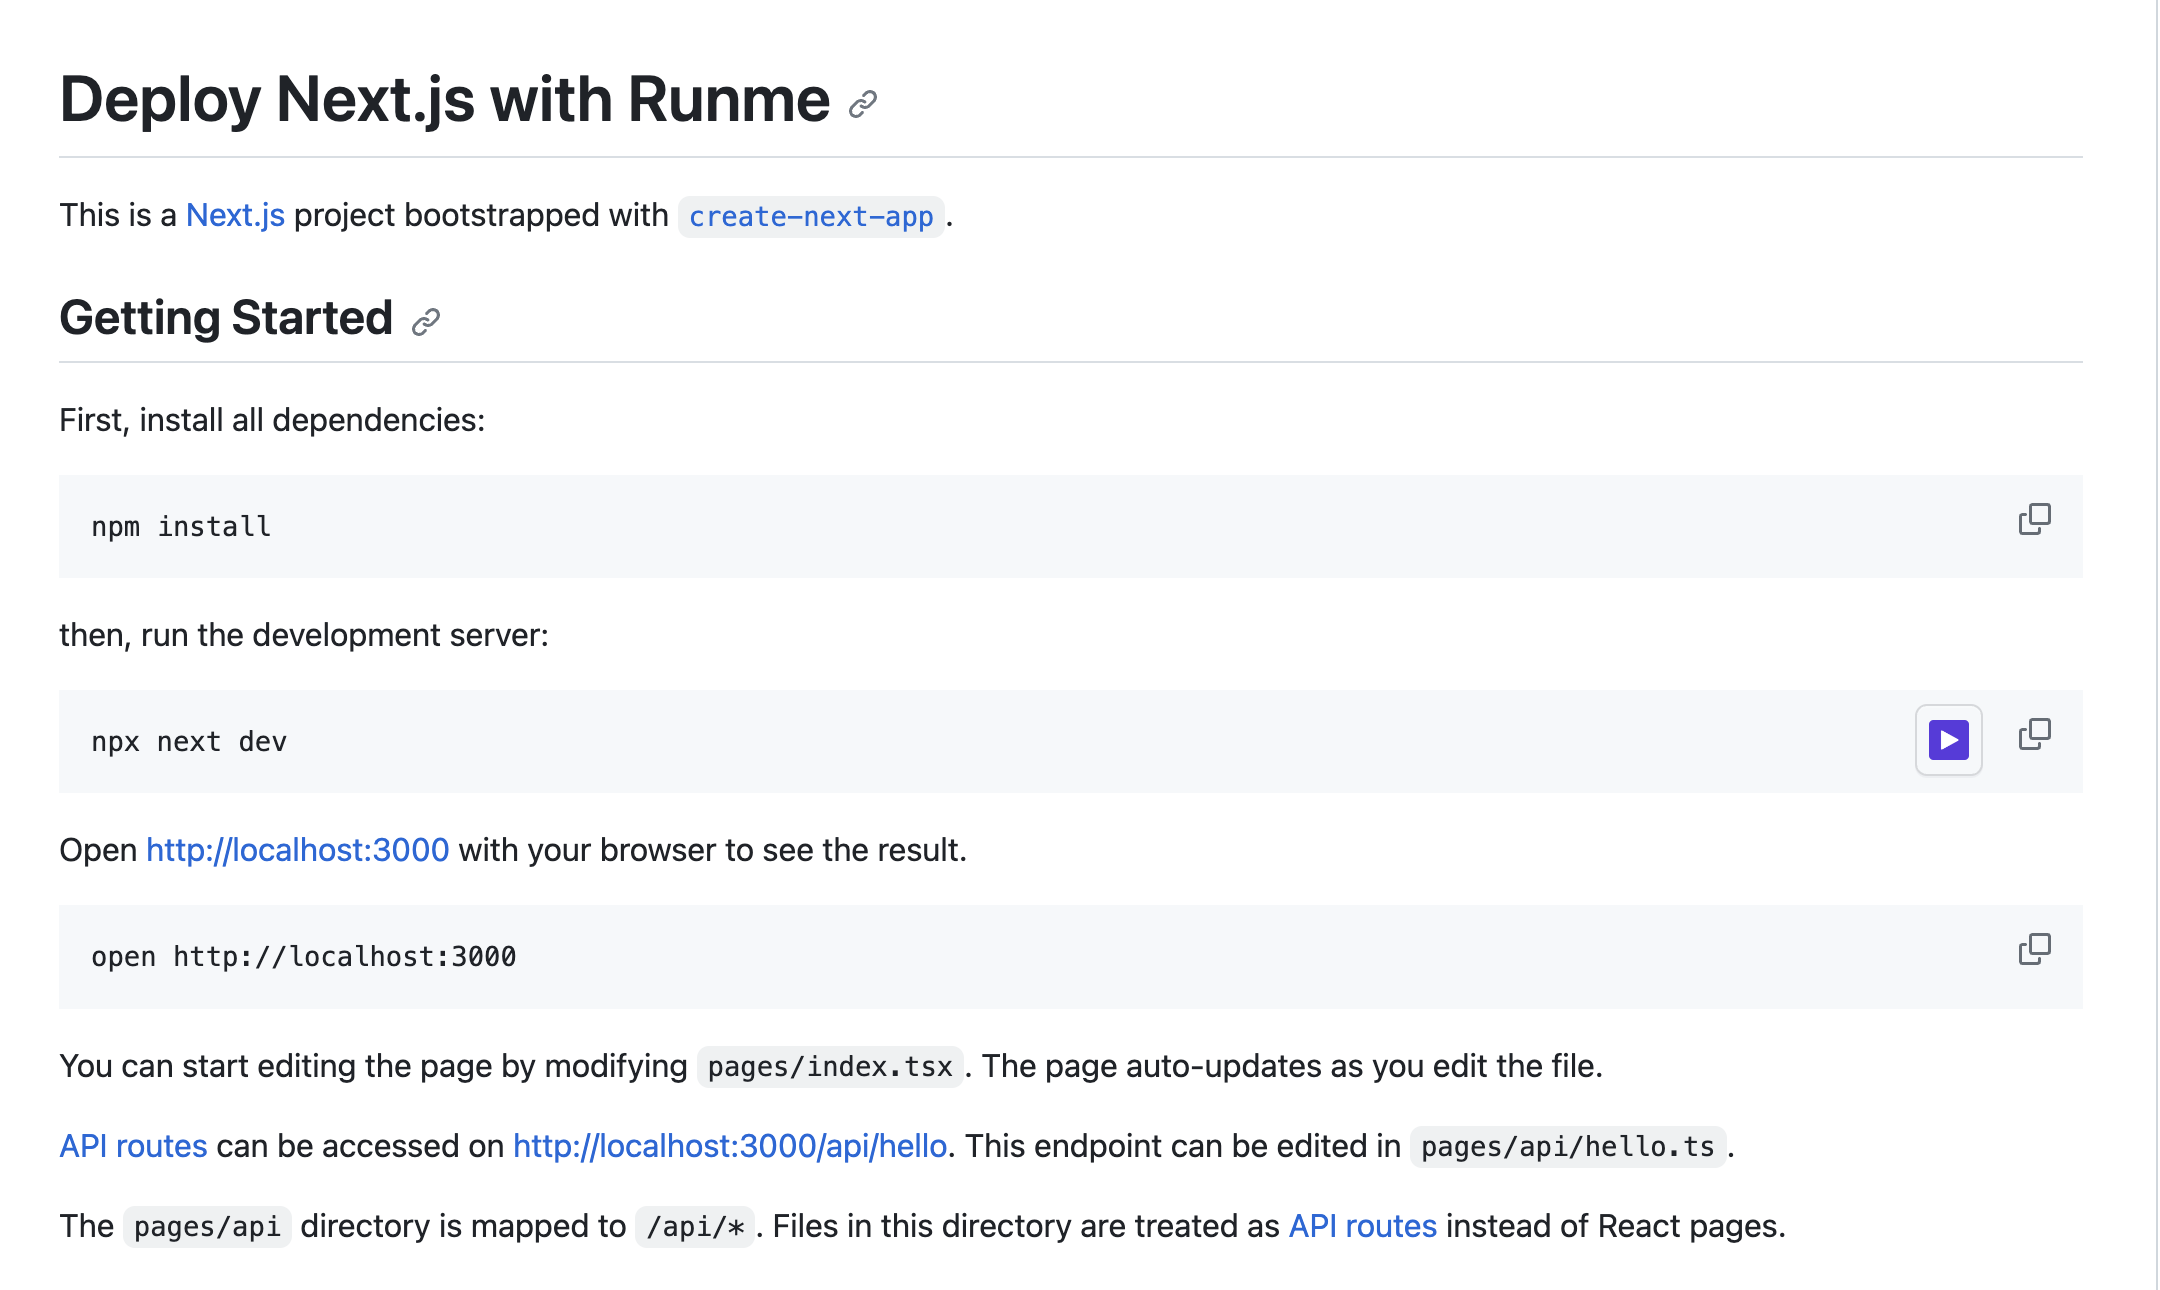 Deploy Next.js with Runme
This is a Next.js project bootstrapped with create-next-app.
Getting Started
First, install all dependencies:
npm install
then, run the development server:
npx next dev
Open http://localhost:3000 with your browser to see the result.
open http://localhost:3000
You can start editing the page by modifying pages/index.tsx. The page auto-updates as you edit the file.
API routes can be accessed on http://localhost:3000/api/hello. This endpoint can be edited in pages/api/hello.ts.
The pages/api directory is mapped to /api/*. Files in this directory are treated as API routes instead of React pages.